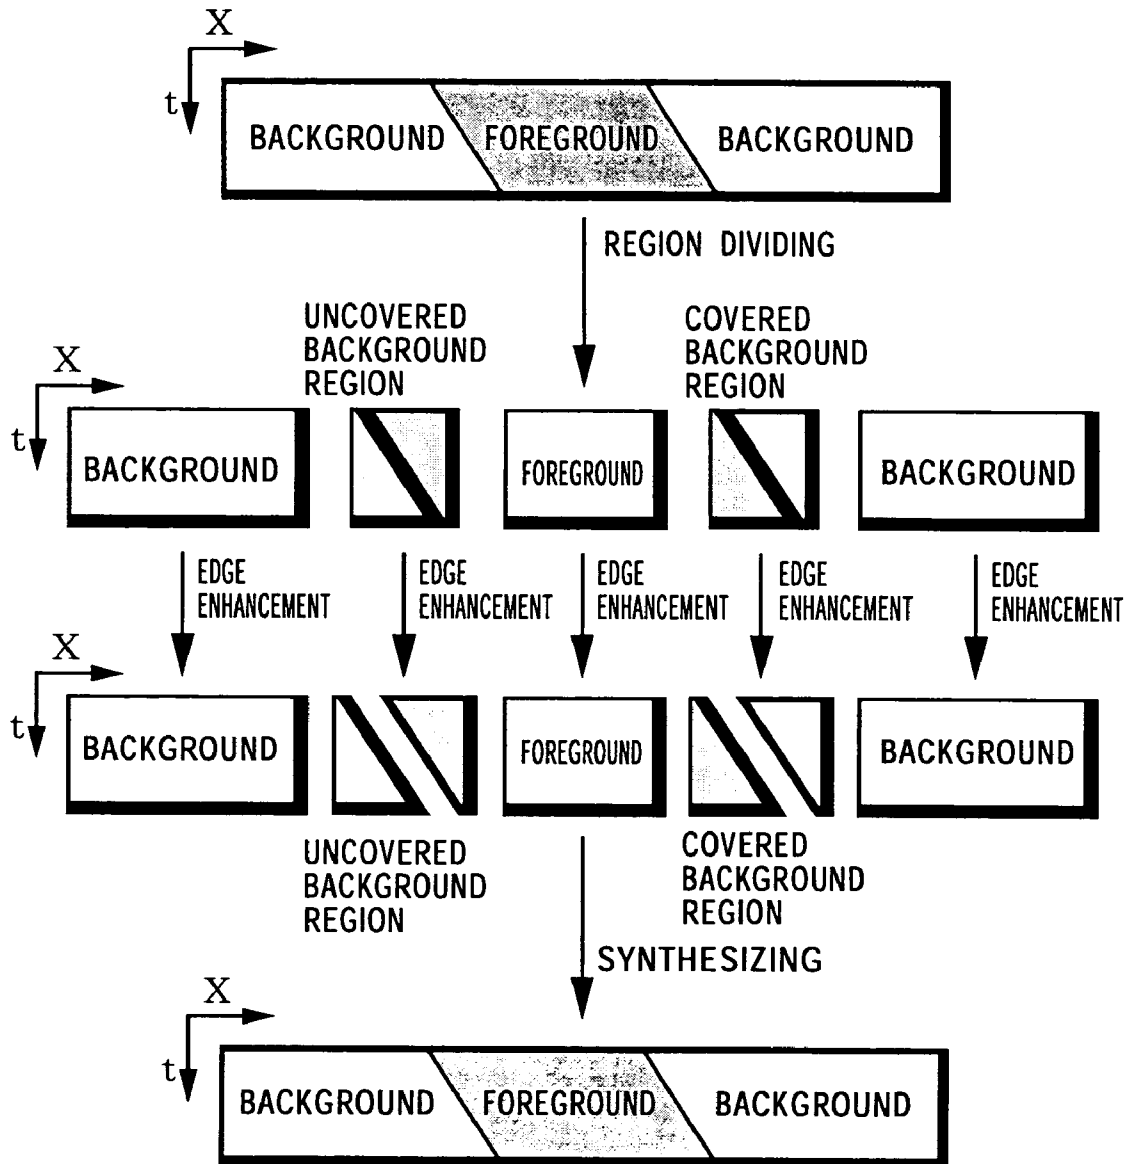 X
t
BACKGROUND FOREGROUND BACKGROUND
REGION DIVIDING
UNCOVERED
BACKGROUND
REGION
COVERED
BACKGROUND
REGION
X
t
BACKGROUND
FOREGROUND
BACKGROUND
EDGE
ENHANCEMENT
EDGE
ENHANCEMENT
EDGE
ENHANCEMENT
EDGE
ENHANCEMENT
EDGE
ENHANCEMENT
X
t
BACKGROUND
FOREGROUND
BACKGROUND
UNCOVERED
BACKGROUND
REGION
COVERED
BACKGROUND
REGION
SYNTHESIZING
X
t
BACKGROUND FOREGROUND BACKGROUND